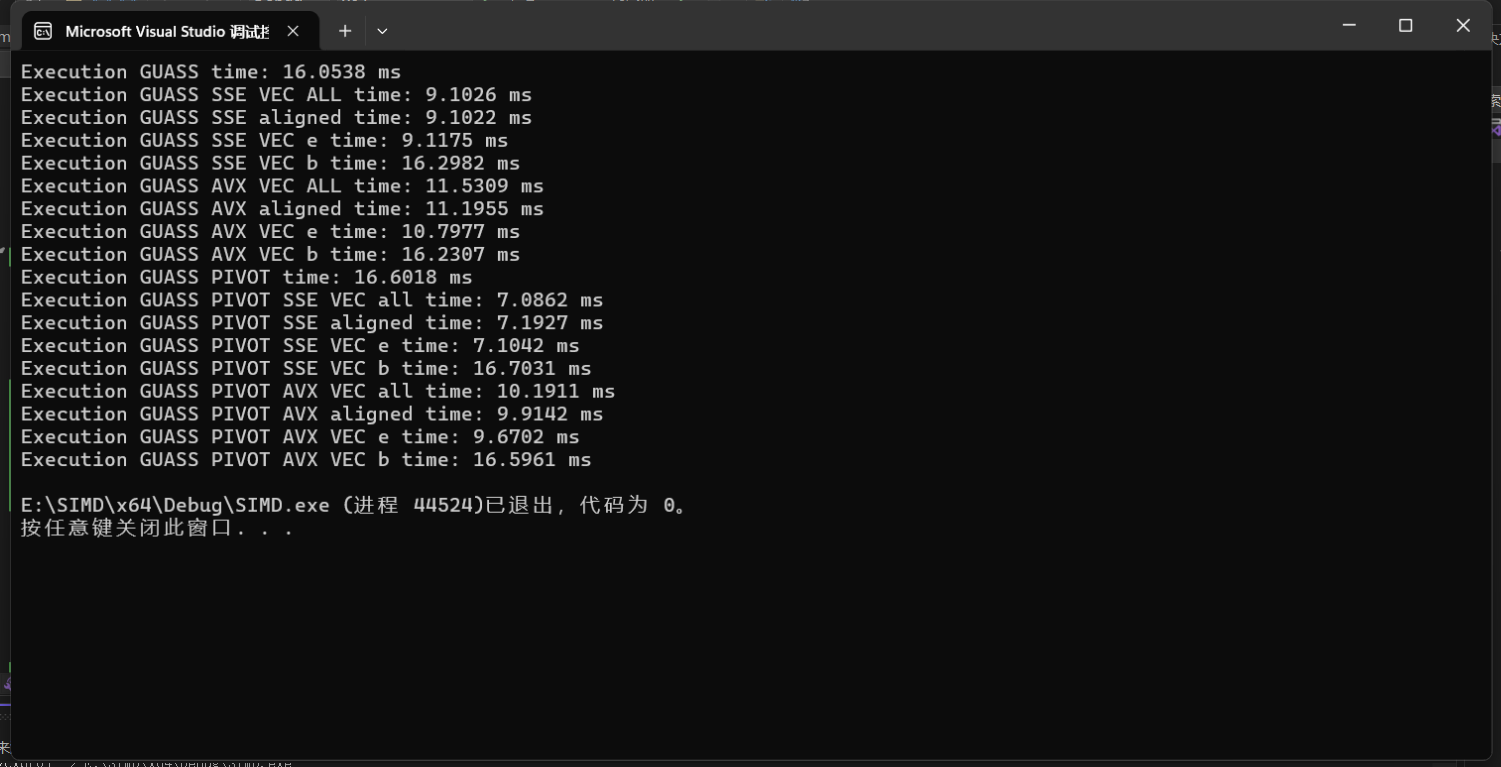 Microsoft Visual Studio 调试控
Execution GUASS time: 16.0538 ms
Execution GUASS SSE VEC ALL time: 9.1026 ms
Execution GUASS SSE aligned time: 9.1022 ms
Execution GUASS SSE VEC e time: 9.1175 ms
Execution GUASS SSE VEC b time: 16.2982 ms
Execution GUASS AVX VEC ALL time: 11.5309 ms
Execution GUASS AVX aligned time: 11.1955 ms
Execution GUASS AVX VEC e time: 10.7977 ms
Execution GUASS AVX VEC b time: 16.2307 ms
Execution GUASS PIVOT time: 16.6018 ms
Execution GUASS PIVOT SSE VEC all time: 7.0862 ms
Execution GUASS PIVOT SSE aligned time: 7.1927 ms
Execution GUASS PIVOT SSE VEC e time: 7.1042 ms
Execution GUASS PIVOT SSE VEC b time: 16.7031 ms
Execution GUASS PIVOT AVX VEC all time: 10.1911 ms
Execution GUASS PIVOT AVX aligned time: 9.9142 ms
Execution GUASS PIVOT AVX VEC e time: 9.6702 ms
Execution GUASS PIVOT AVX VEC b time: 16.5961 ms
E:\SIMD\x64\Debug\SIMD.exe (进程 44524)已退出，代码为 0。
按任意键关闭此窗口. . .